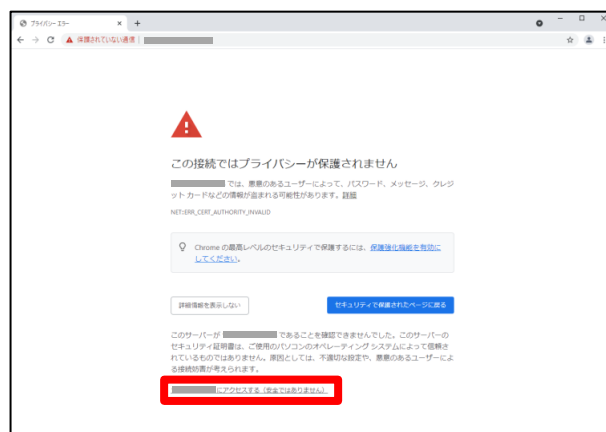 プライバシー エラー
保護されていない通信
この接続ではプライバシーが保護されません
では、悪意のあるユーザーによって、パスワード、メッセージ、クレジ
ット カードなどの情報が盗まれる可能性があります。詳細
NET::ERR_CERT_AUTHORITY_INVALID
Chrome の最高レベルのセキュリティで保護するには、保護強化機能を有効に
してください。
詳細情報を表示しない
セキュリティで保護されたページに戻る
このサーバーが であることを確認できませんでした。このサーバーの
セキュリティ証明書は、ご使用のパソコンのオペレーティング システムによって信頼さ
れているものではありません。原因としては、不適切な設定や、悪意のあるユーザーによ
る接続妨害が考えられます。
にアクセスする（安全ではありません）